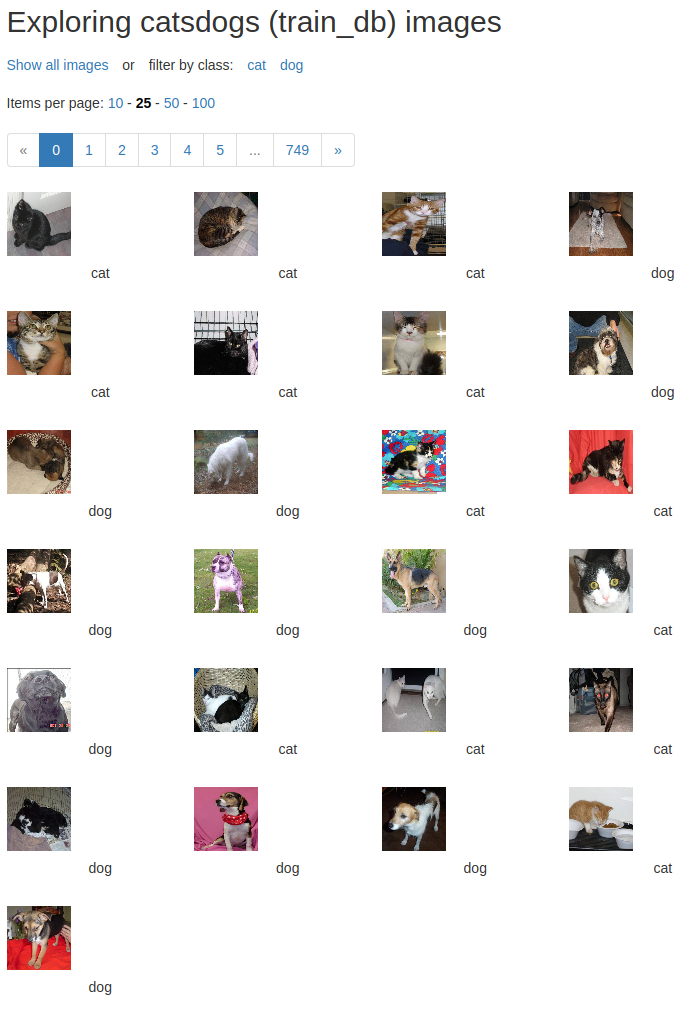 Exploring catsdogs (train_db) images
Show all images or filter by class: cat dog
Items per page: 10 - 25 - 50 - 100
« 0 1 2 3 4 5 ... 749 »
cat cat cat dog
cat cat cat dog
dog dog cat cat
dog dog dog cat
dog cat cat cat
dog dog dog cat
dog